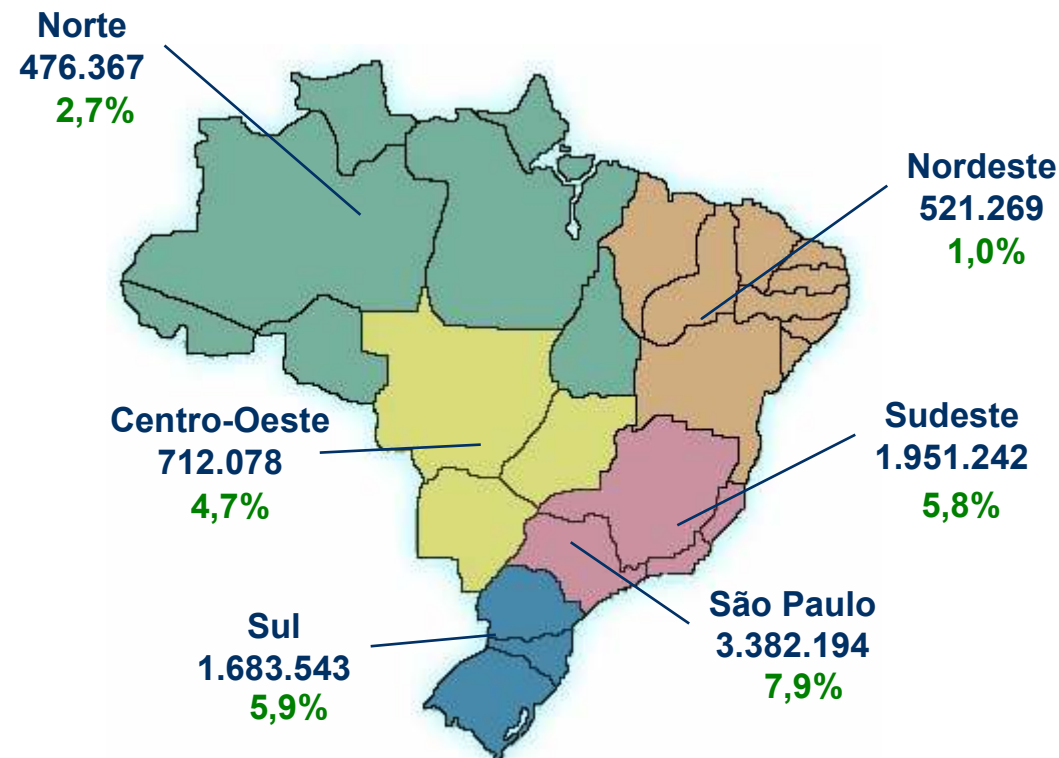 Norte
476.367
2,7%
Nordeste
521.269
1,0%
Centro-Oeste
712.078
4,7%
Sudeste
1.951.242
5,8%
Sul
1.683.543
5,9%
São Paulo
3.382.194
7,9%